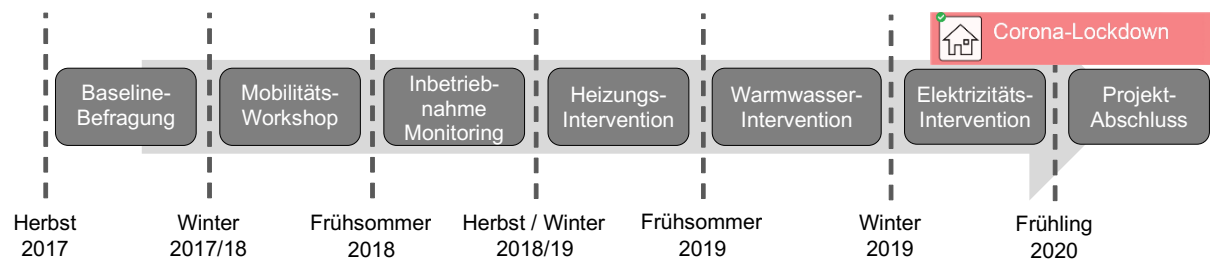 Corona-Lockdown
Baseline-
Befragung
Mobilitäts-
Workshop
Inbetrieb-
nahme
Monitoring
Heizungs-
Intervention
Warmwasser-
Intervention
Elektrizitäts-
Intervention
Projekt-
Abschluss
Herbst
2017
Winter
2017/18
Frühsommer
2018
Herbst / Winter
2018/19
Frühsommer
2019
Winter
2019
Frühling
2020